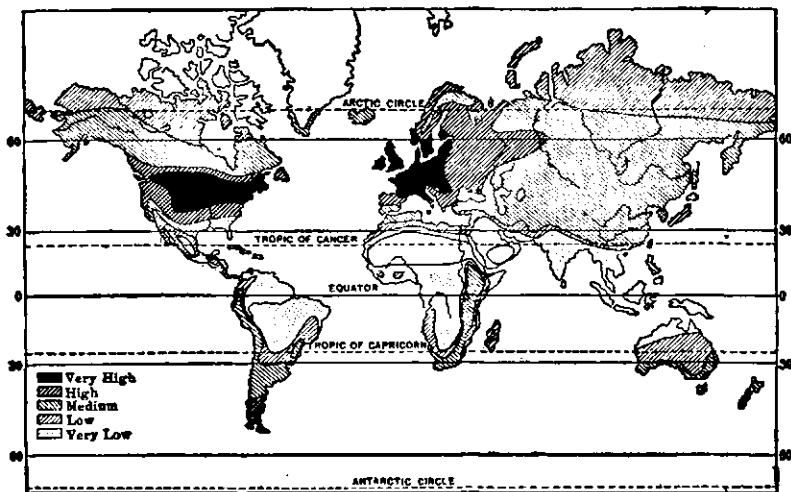 ARCTIC CIRCLE
60
60
30
TROPIC OF CANCER
30
EQUATOR
0
0
TROPIC OF CAPRICORN
30
30
Very High
High
Medium
Low
Very Low
60
ANTARCTIC CIRCLE